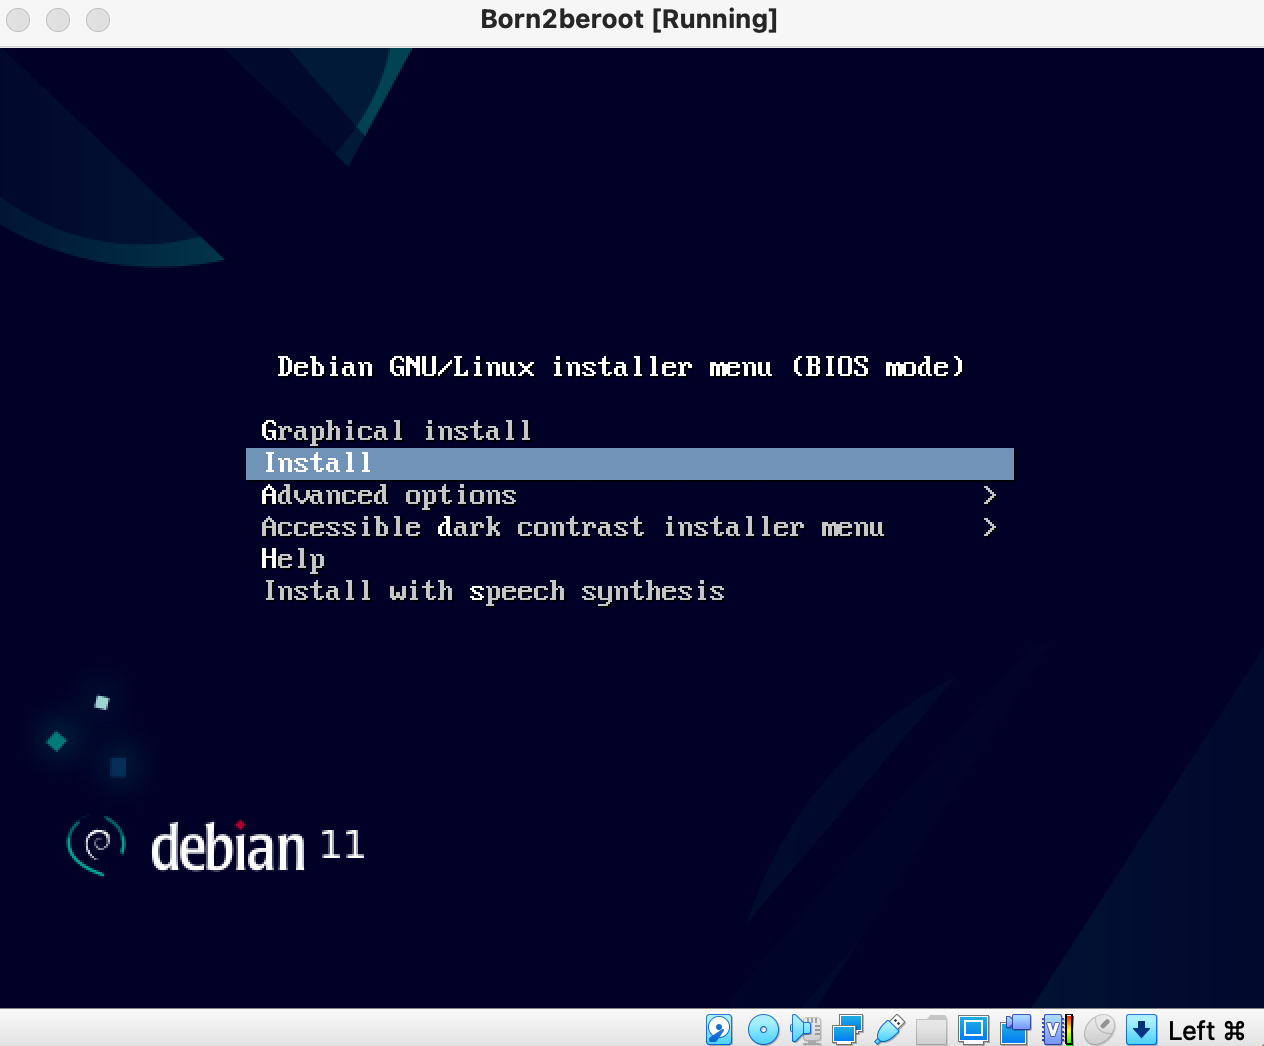 Born2beroot [Running]
Debian GNU/Linux installer menu (BIOS mode)
Graphical install
Install
Advanced options >
Accessible dark contrast installer menu >
Help
Install with speech synthesis
debian 11
V
Left ⌘